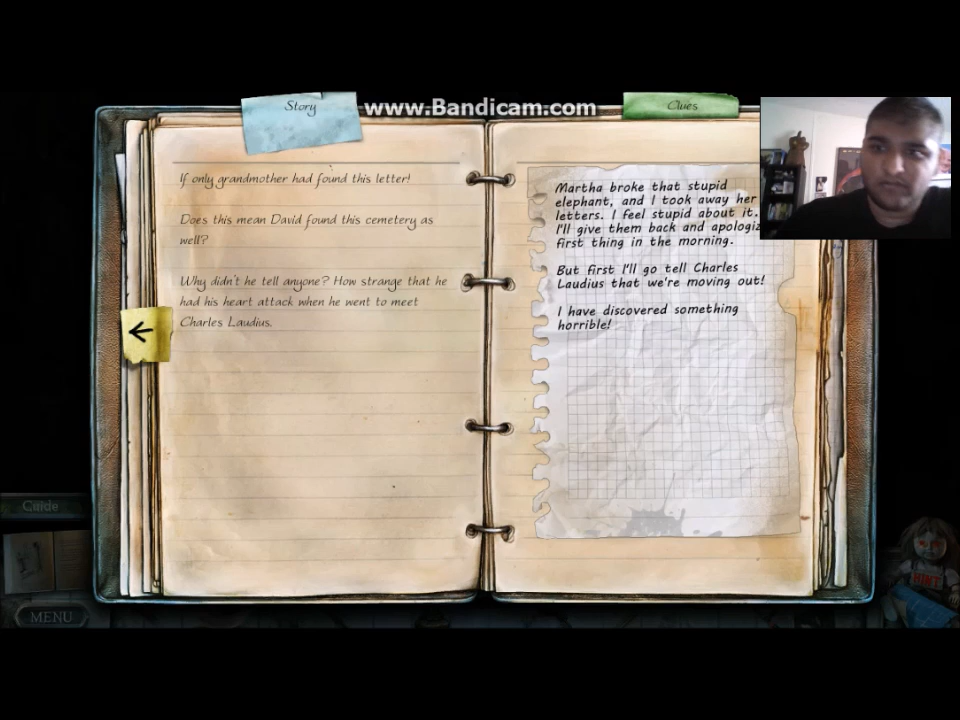 Story
www.Bandicam.com
Clues
If only grandmother had found this letter!
Does this mean David found this cemetery as
well?
Why didn't he tell anyone? How strange that he
had his heart attack when he went to meet
Charles Laudius.
Martha broke that stupid
elephant, and I took away her
letters. I feel stupid about it.
I'll give them back and apologiz
first thing in the morning.
But first I'll go tell Charles
Laudius that we're moving out!
I have discovered something
horrible!
Guide
HINT
MENU